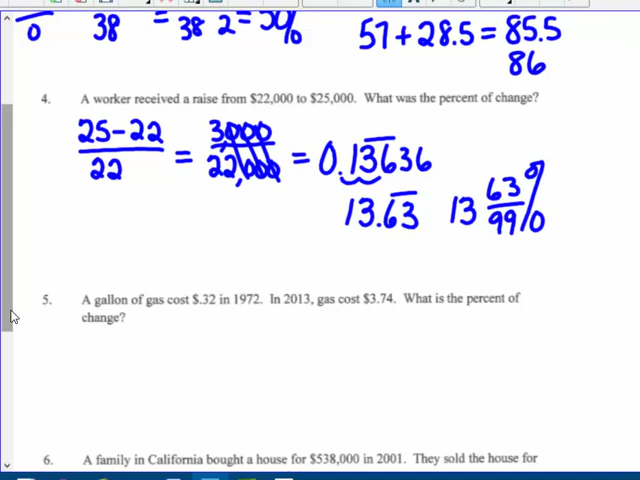 0 38 = 38 2 = 50%
57 + 28.5 = 85.5
86
4. A worker received a raise from $22,000 to $25,000. What was the percent of change?
25 - 22 / 22 = 3,000 / 22,000 = 0.13636
13.63 13 63/99 %
5. A gallon of gas cost $.32 in 1972. In 2013, gas cost $3.74. What is the percent of
change?
6. A family in California bought a house for $538,000 in 2001. They sold the house for